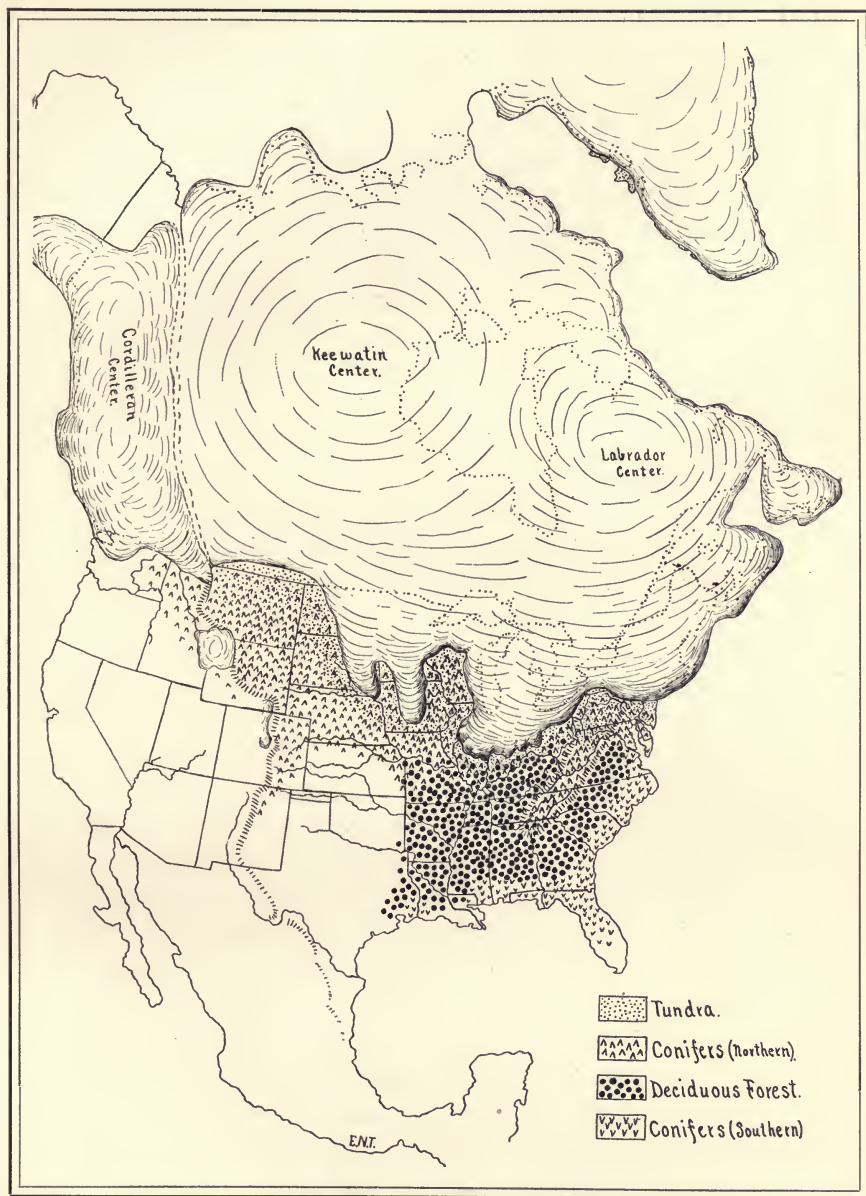 Cordilleran
Center.
Keewatin
Center.
Labrador
Center.
Tundra.
Conifers (Northern).
Deciduous Forest.
Conifers (Southern)
E.N.T.